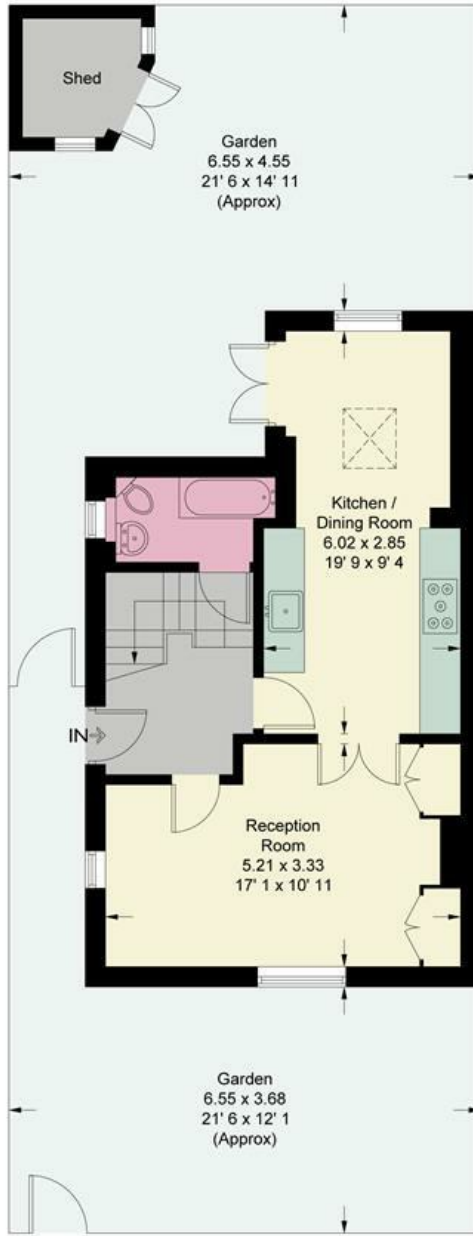 Shed
Garden
6.55 x 4.55
21' 6 x 14' 11
(Approx)
Kitchen /
Dining Room
6.02 x 2.85
19' 9 x 9' 4
IN
Reception
Room
5.21 x 3.33
17' 1 x 10' 11
Garden
6.55 x 3.68
21' 6 x 12' 1
(Approx)